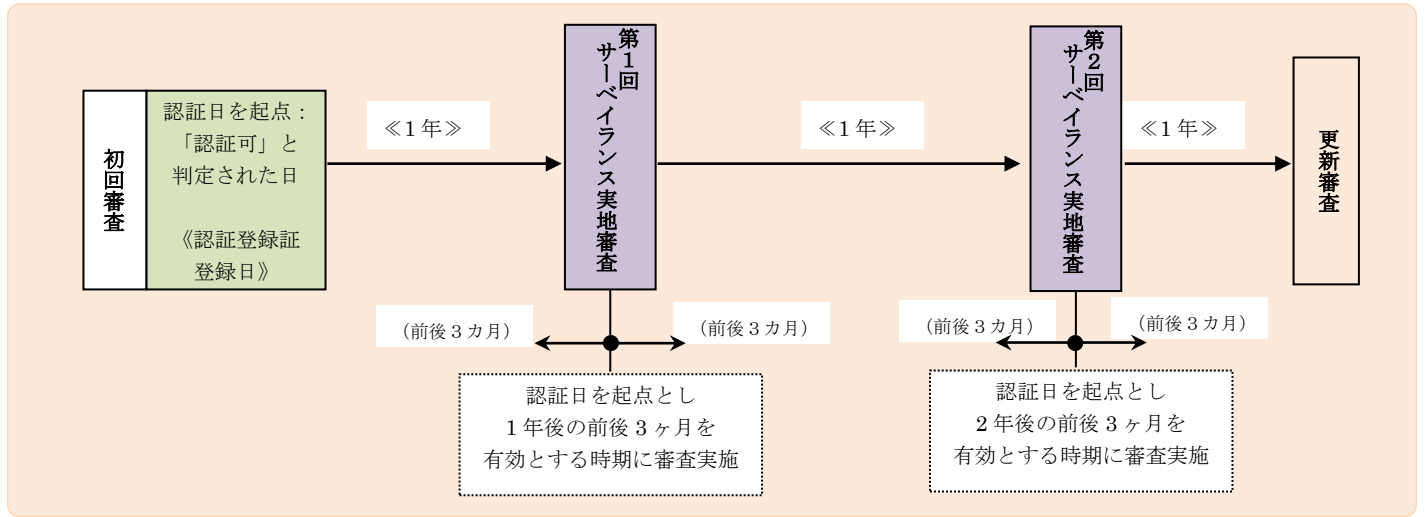 初回審査
認証日を起点:
「認証可」と
判定された日
《認証登録証
登録日》
≪1年≫
第1回
サーベイランス実地審査
≪1年≫
第2回
サーベイランス実地審査
≪1年≫
更新審査
(前後3カ月)
(前後3カ月)
(前後3カ月)
(前後3カ月)
認証日を起点とし
1年後の前後3ヶ月を
有効とする時期に審査実施
認証日を起点とし
2年後の前後3ヶ月を
有効とする時期に審査実施